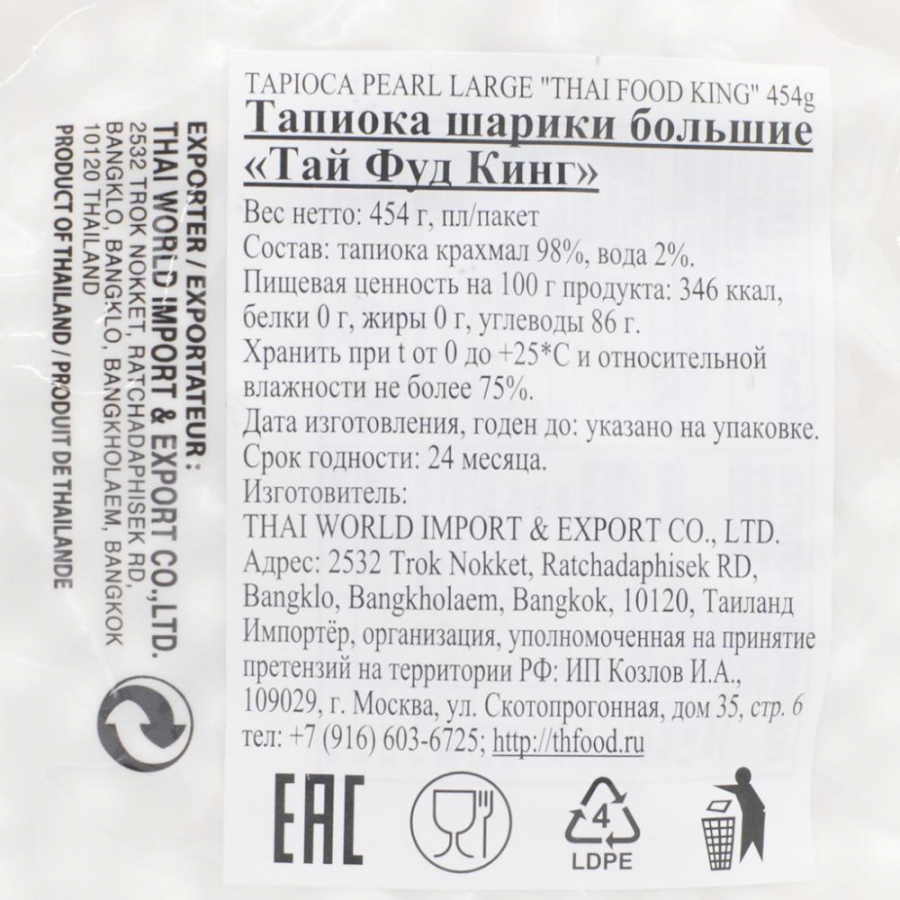 TAPIOCA PEARL LARGE "THAI FOOD KING" 454g
Тапиока шарики большие
«Тай Фуд Кинг»
Вес нетто: 454 г, пл/пакет
Состав: тапиока крахмал 98%, вода 2%.
Пищевая ценность на 100 г продукта: 346 ккал,
белки 0 г, жиры 0 г, углеводы 86 г.
Хранить при t от 0 до +25*С и относительной
влажности не более 75%.
Дата изготовления, годен до: указано на упаковке.
Срок годности: 24 месяца.
Изготовитель:
THAI WORLD IMPORT & EXPORT CO., LTD.
Адрес: 2532 Trok Nokket, Ratchadaphisek RD,
Bangklo, Bangkholaem, Bangkok, 10120, Таиланд
Импортёр, организация, уполномоченная на принятие
претензий на территории РФ: ИП Козлов И.А.,
109029, г. Москва, ул. Скотопрогонная, дом 35, стр. 6
тел: +7 (916) 603-6725; http://thfood.ru
EAC
4
LDPE
EXPORTER / EXPORTATEUR :
THAI WORLD IMPORT & EXPORT CO.,LTD.
2532 TROK NOKKET, RATCHADAPHISEK RD,
BANGKLO, BANGKLO, BANGKHOLAEM, BANGKOK
10120 THAILAND
PRODUCT OF THAILAND / PRODUIT DE THAILANDE